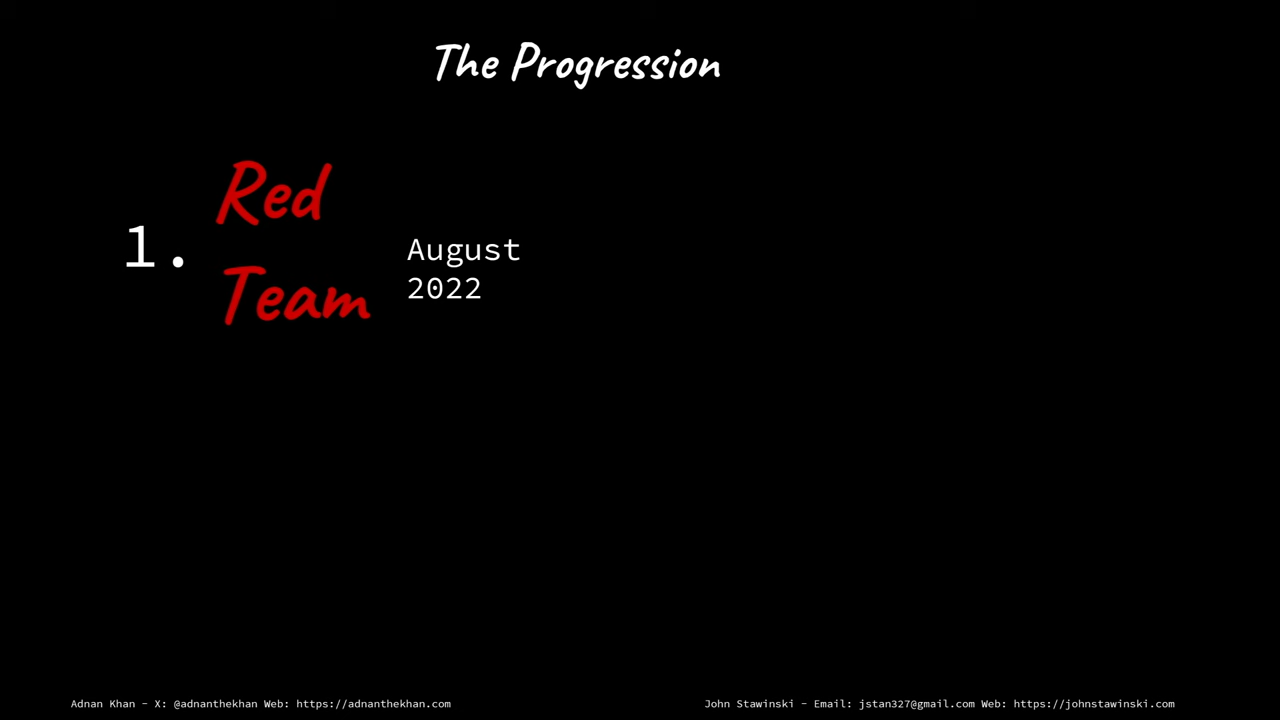 The Progression
1.
Red
Team
August
2022
Adnan Khan - X: @adnanthekhan Web: https://adnanthekhan.com
John Stawinski - Email: jstan327@gmail.com Web: https://johnstawinski.com